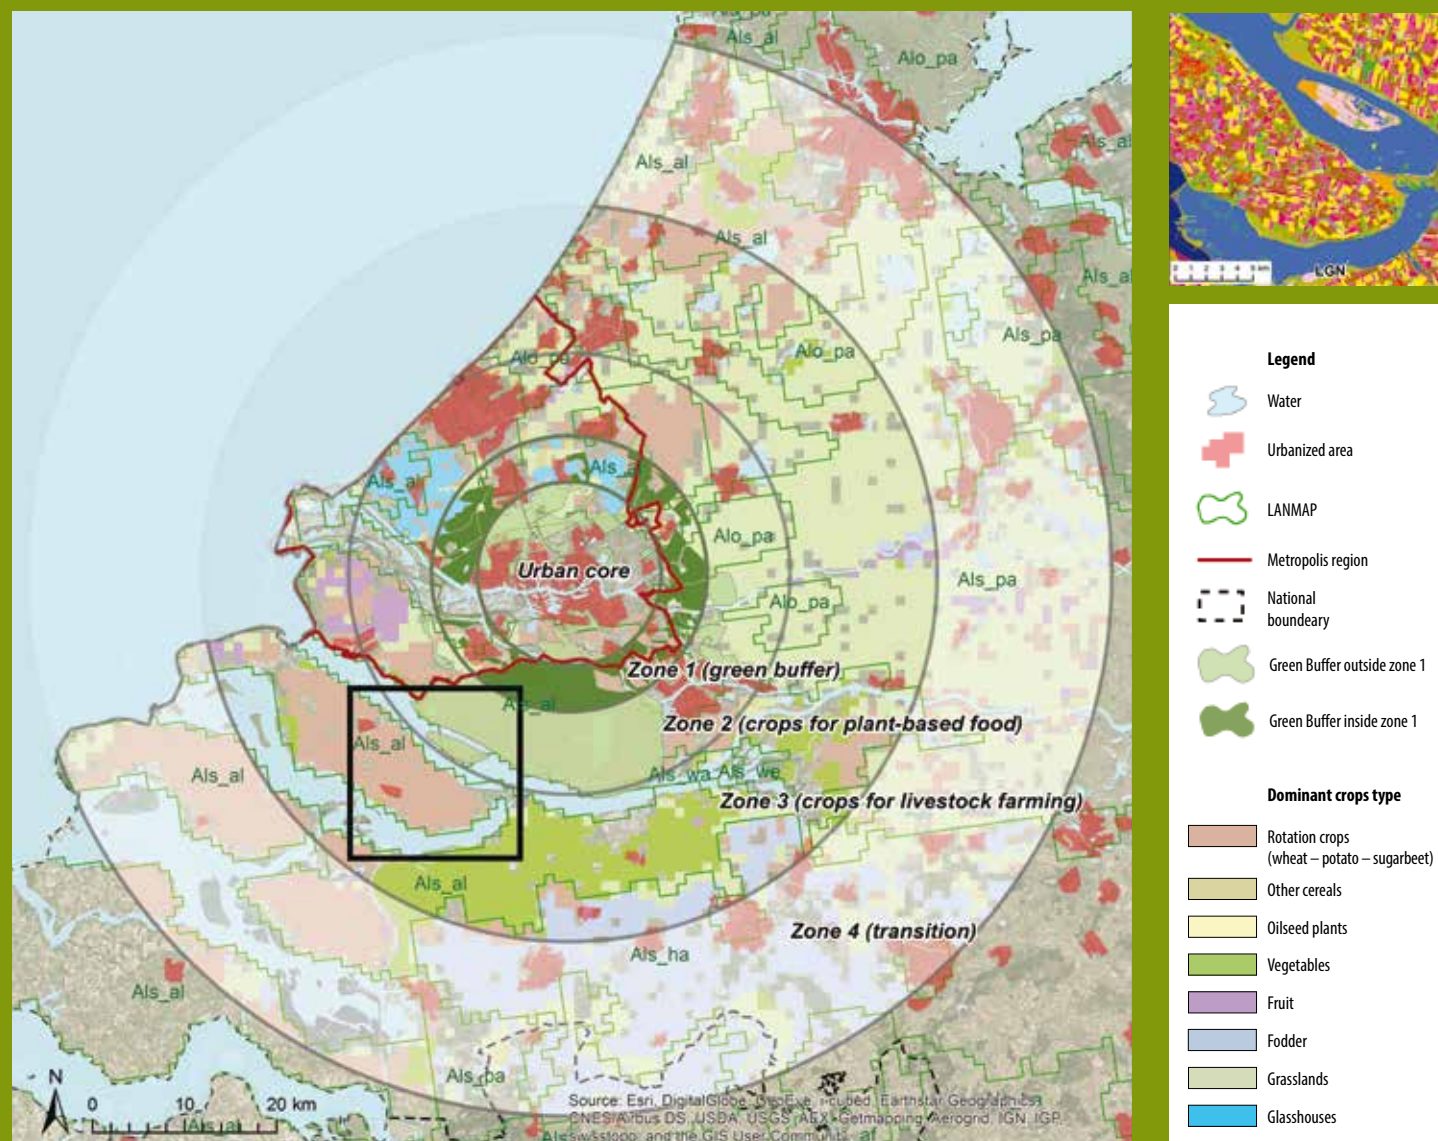 Als_al
Alo_pa
Als_al
Als_al
Als_al
Als_al
Als_pa
Alo_pa
Alo_pa
Als_a
Als_al
Alo_pa
Urban core
Als_pa
Alo_pa
Zone 1 (green buffer)
Als_al
Zone 2 (crops for plant-based food)
Als_al
Als_al
Als_wa
Als_we
Zone 3 (crops for livestock farming)
Als_al
Zone 4 (transition)
Als_ha
Als_al
Als_pa
N
0 10 20 km
Als_al
Source: Esri, DigitalGlobe, GeoEye, i-cubed, Earthstar Geographics,
CNES/Airbus DS, USDA, USGS, AEX, Getmapping, Aerogrid, IGN, IGP,
swisstopo, and the GIS User Community
LGN
Legend
Water
Urbanized area
LANMAP
Metropolis region
National
boundeary
Green Buffer outside zone 1
Green Buffer inside zone 1
Dominant crops type
Rotation crops
(wheat – potato – sugarbeet)
Other cereals
Oilseed plants
Vegetables
Fruit
Fodder
Grasslands
Glasshouses